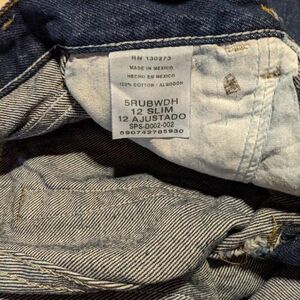 RN 130273
MADE IN MEXICO
HECHO EN MEXICO
100% COTTON / ALGODON
5RUBWDH
12 SLIM
12 AJUSTADO
SPS-D002-002
690742785930